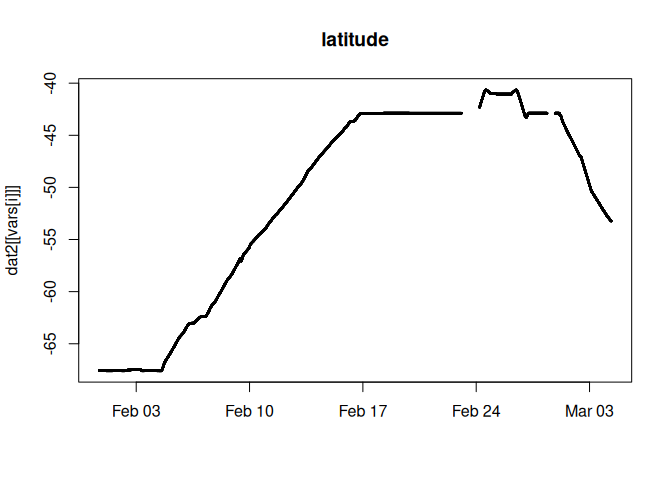 latitude
dat2[[vars[i]]]
-40
-45
-50
-55
-60
-65
Feb 03
Feb 10
Feb 17
Feb 24
Mar 03